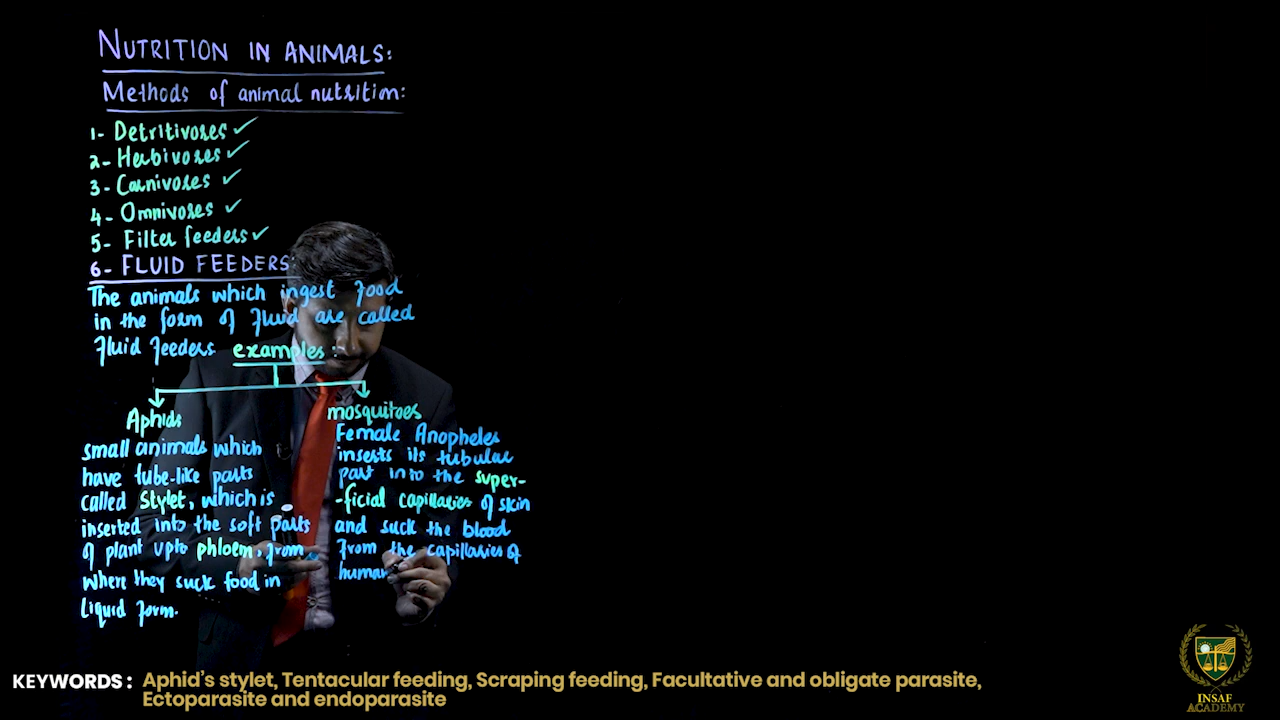 NUTRITION IN ANIMALS:
Methods of animal nutrition:
1- Detritivores ✓
2- Herbivores ✓
3- Carnivores ✓
4- Omnivores ✓
5- Filter feeders ✓
6- FLUID FEEDERS:
The animals which ingest food
in the form of fluid are called
Fluid feeders examples:
Aphids
small animals which
have tube-like parts
called Stylet, which is
inserted into the soft parts
of plant upto phloem, from
where they suck food in
Liquid form.
mosquitoes
Female Anopheles
inserts its tubular
part into the super-
-ficial capillaries of skin
and suck the blood
from the capillaries of
human
KEYWORDS: Aphid's stylet, Tentacular feeding, Scraping feeding, Facultative and obligate parasite,
Ectoparasite and endoparasite
INSAF
ACADEMY